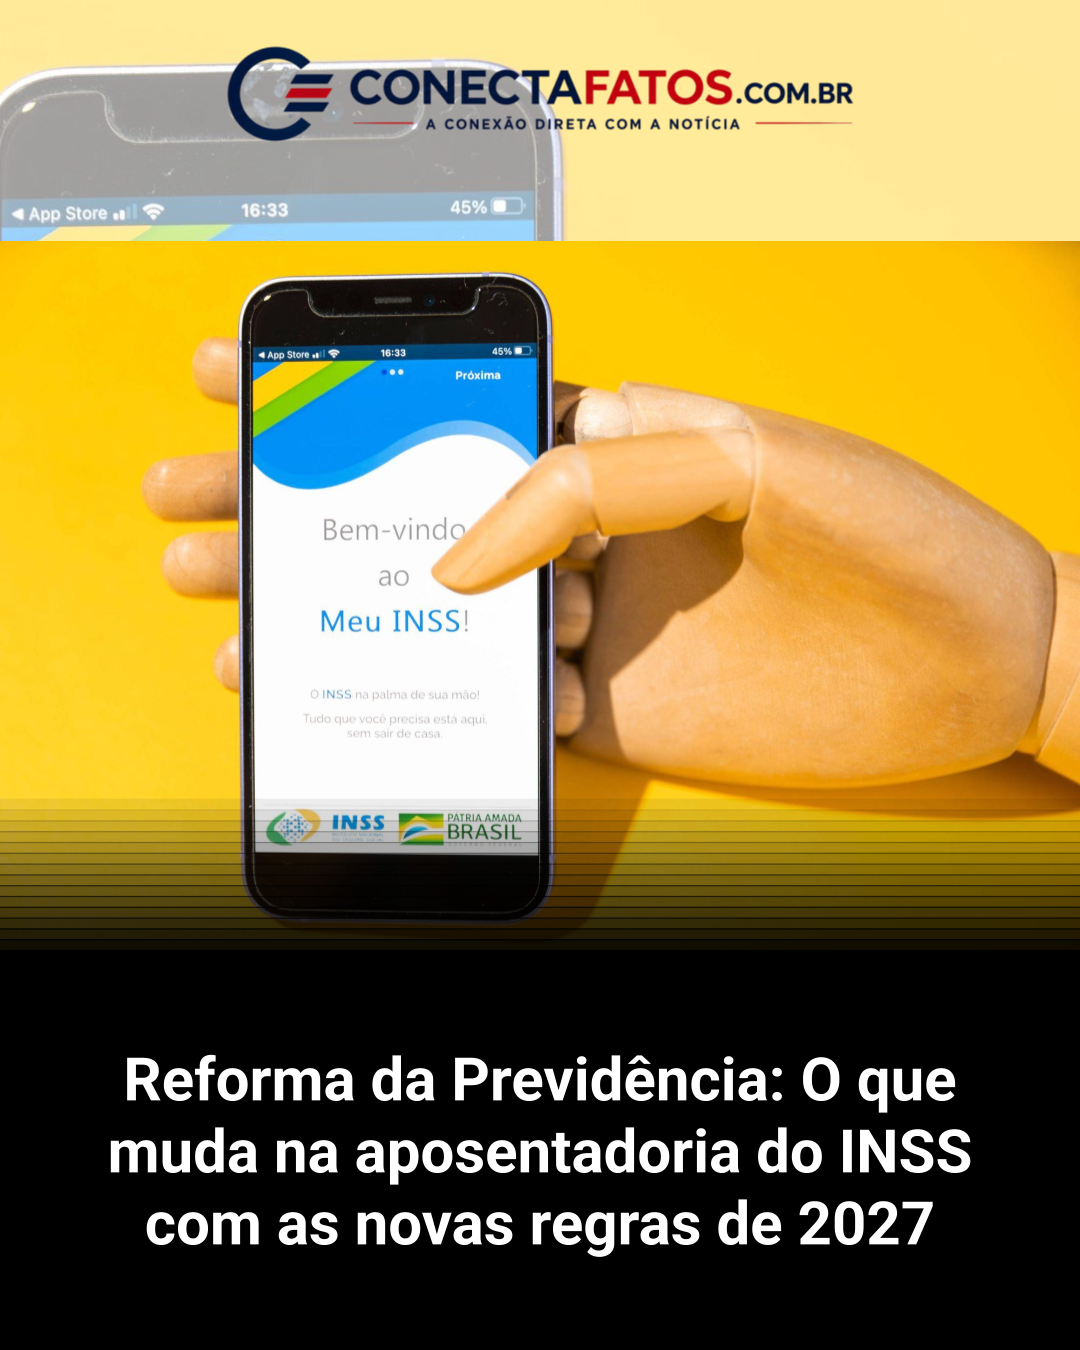 CONECTAFATOS.COM.BR
A CONEXÃO DIRETA COM A NOTÍCIA
App Store 16:33 45%
App Store 16:33 45%
Próxima
Bem-vindo
ao
Meu INSS!
O INSS na palma de sua mão!
Tudo que você precisa está aqui,
sem sair de casa.
INSS
PÁTRIA AMADA
BRASIL
Reforma da Previdência: O que
muda na aposentadoria do INSS
com as novas regras de 2027